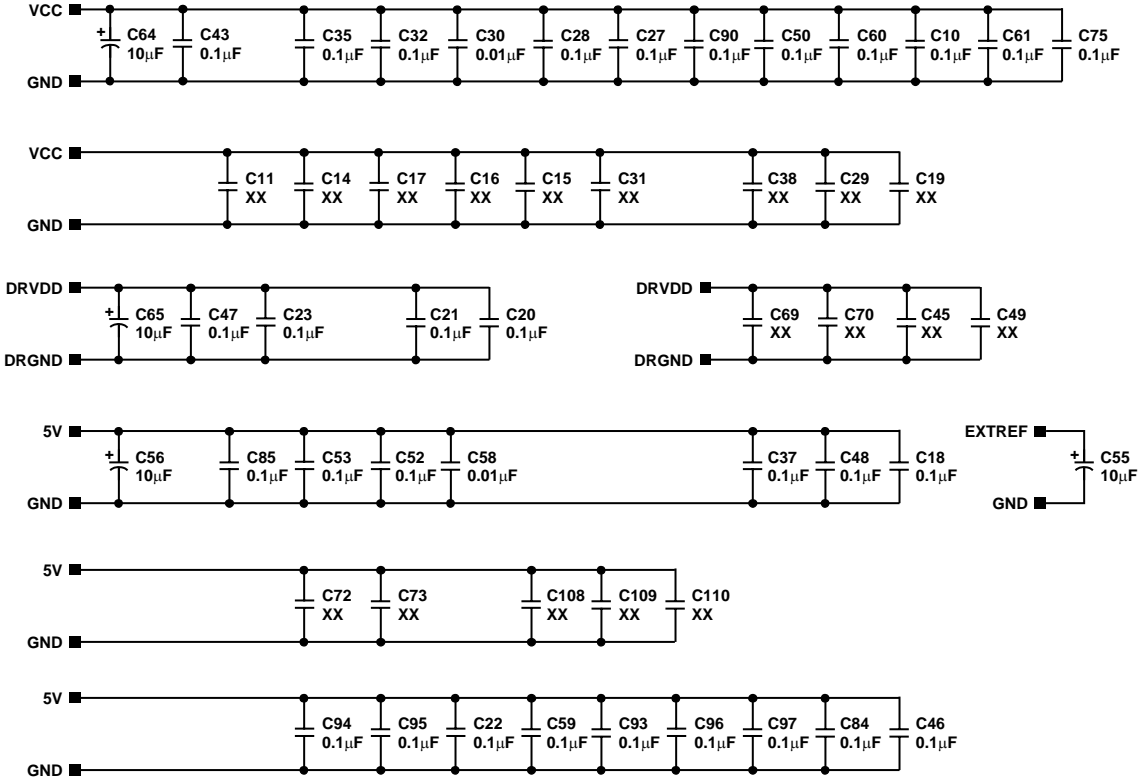 VCC
+ C64 C43 C35 C32 C30 C28 C27 C90 C50 C60 C10 C61 C75
10μF 0.1μF 0.1μF 0.1μF 0.01μF 0.1μF 0.1μF 0.1μF 0.1μF 0.1μF 0.1μF 0.1μF 0.1μF
GND
VCC
C11 C14 C17 C16 C15 C31 C38 C29 C19
XX XX XX XX XX XX XX XX XX
GND
DRVDD DRVDD
+ C65 C47 C23 C21 C20 C69 C70 C45 C49
10μF 0.1μF 0.1μF 0.1μF 0.1μF XX XX XX XX
DRGND DRGND
5V EXTREF
+ C56 C85 C53 C52 C58 C37 C48 C18 + C55
10μF 0.1μF 0.1μF 0.1μF 0.01μF 0.1μF 0.1μF 0.1μF 10μF
GND GND
5V
C72 C73 C108 C109 C110
XX XX XX XX XX
GND
5V
C94 C95 C22 C59 C93 C96 C97 C84 C46
0.1μF 0.1μF 0.1μF 0.1μF 0.1μF 0.1μF 0.1μF 0.1μF 0.1μF
GND